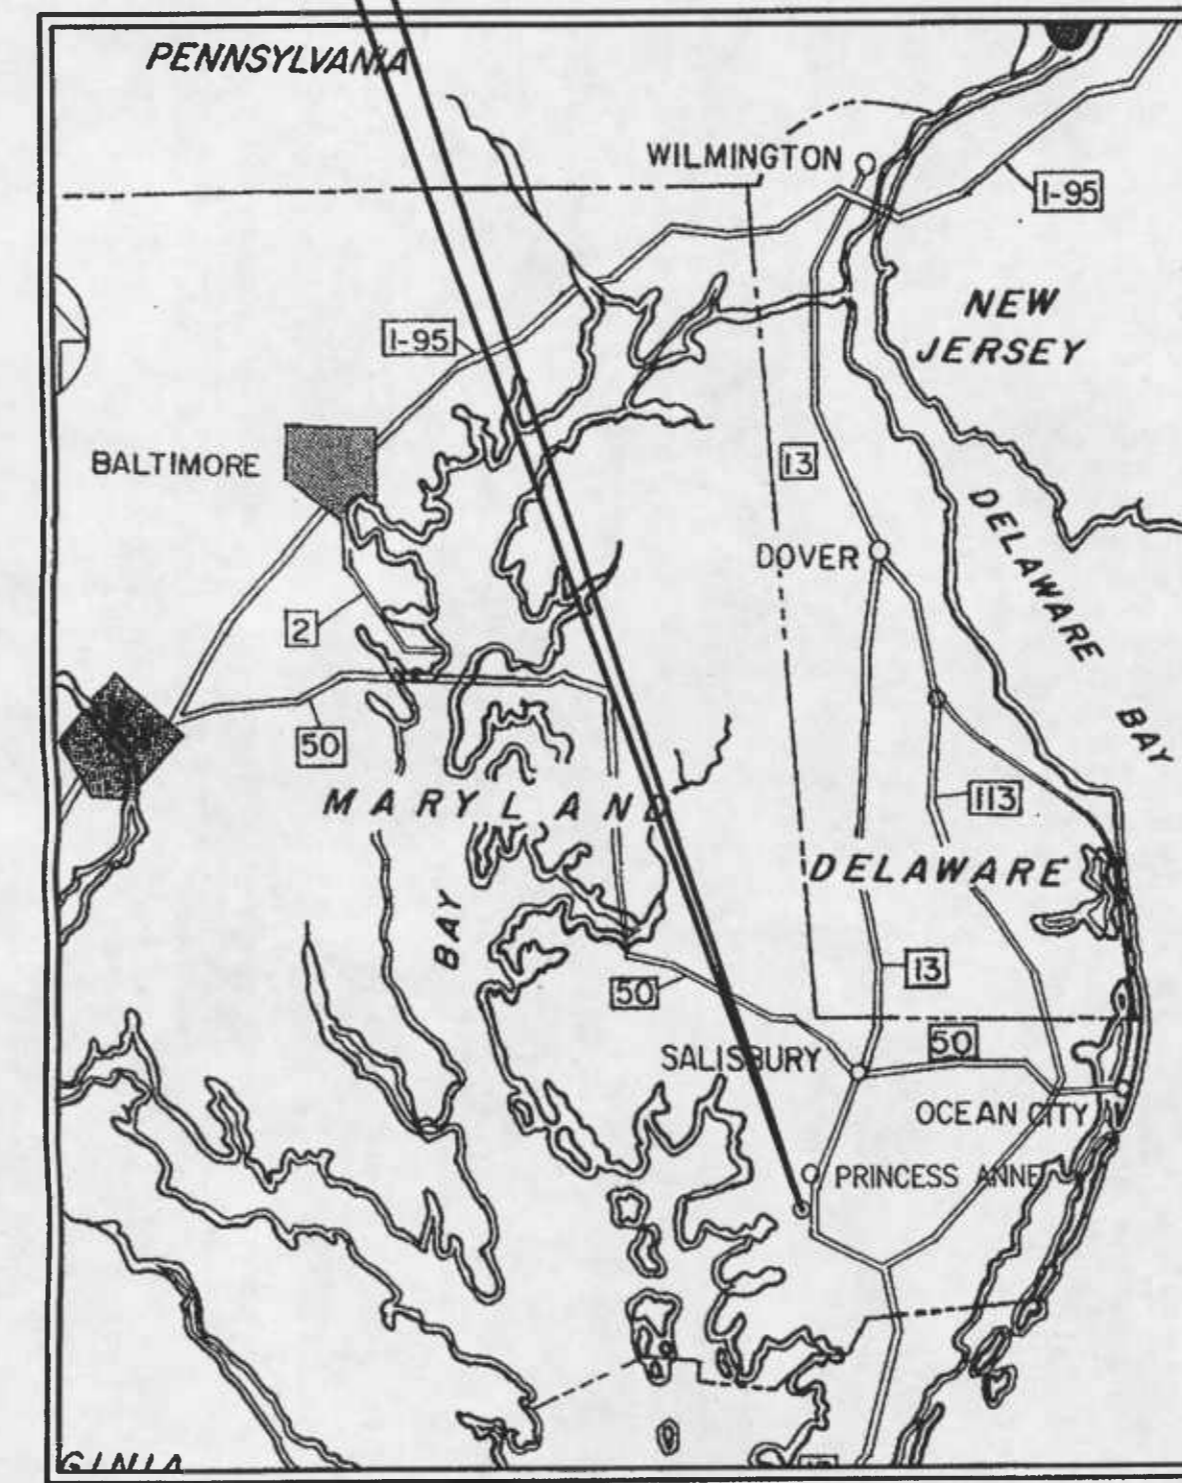 PENNSYLVANIA
WILMINGTON
I-95
NEW
JERSEY
I-95
BALTIMORE
13
DELAWARE
BAY
DOVER
2
50
MARYLAND
113
DELAWARE
BAY
13
50
50
SALISBURY
OCEAN CITY
PRINCESS ANNE
GINIA